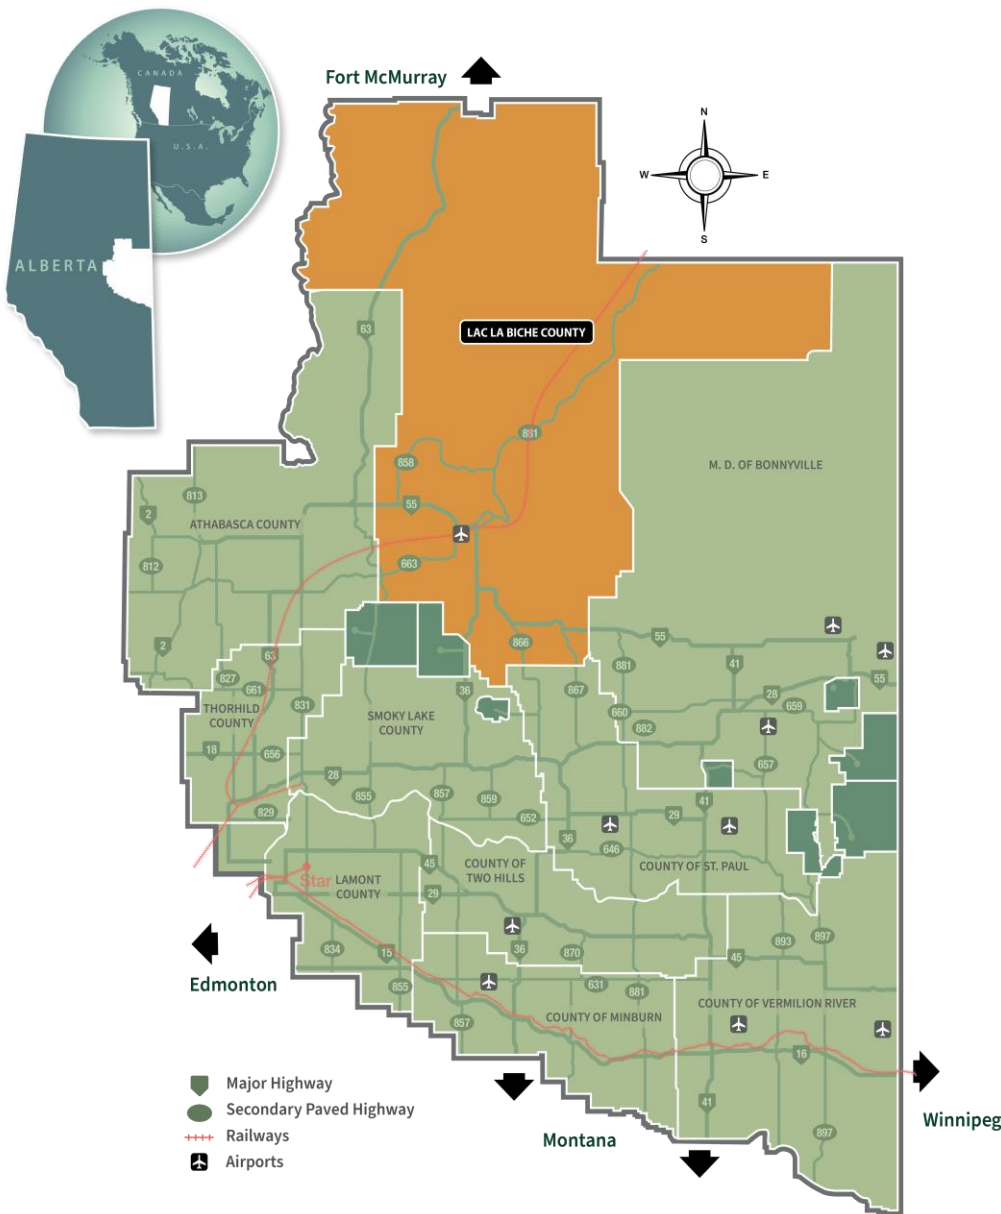 Fort McMurray
CANADA
U.S.A.
ALBERTA
N
W
E
S
63
LAC LA BICHE COUNTY
881
858
M. D. OF BONNYVILLE
813
55
2
ATHABASCA COUNTY
812
663
866
55
2
63
881
41
827
661
36
867
28
55
831
659
THORHILD
COUNTY
SMOKY LAKE
COUNTY
660
882
18
656
657
28
855
857
859
41
829
652
29
36
646
45
COUNTY OF
TWO HILLS
COUNTY OF ST. PAUL
Star
LAMONT
COUNTY
29
834
15
36
870
893
897
45
Edmonton
855
631
881
COUNTY OF VERMILION RIVER
857
COUNTY OF MINBURN
16
Major Highway
Secondary Paved Highway
Railways
Airports
41
Montana
897
Winnipeg